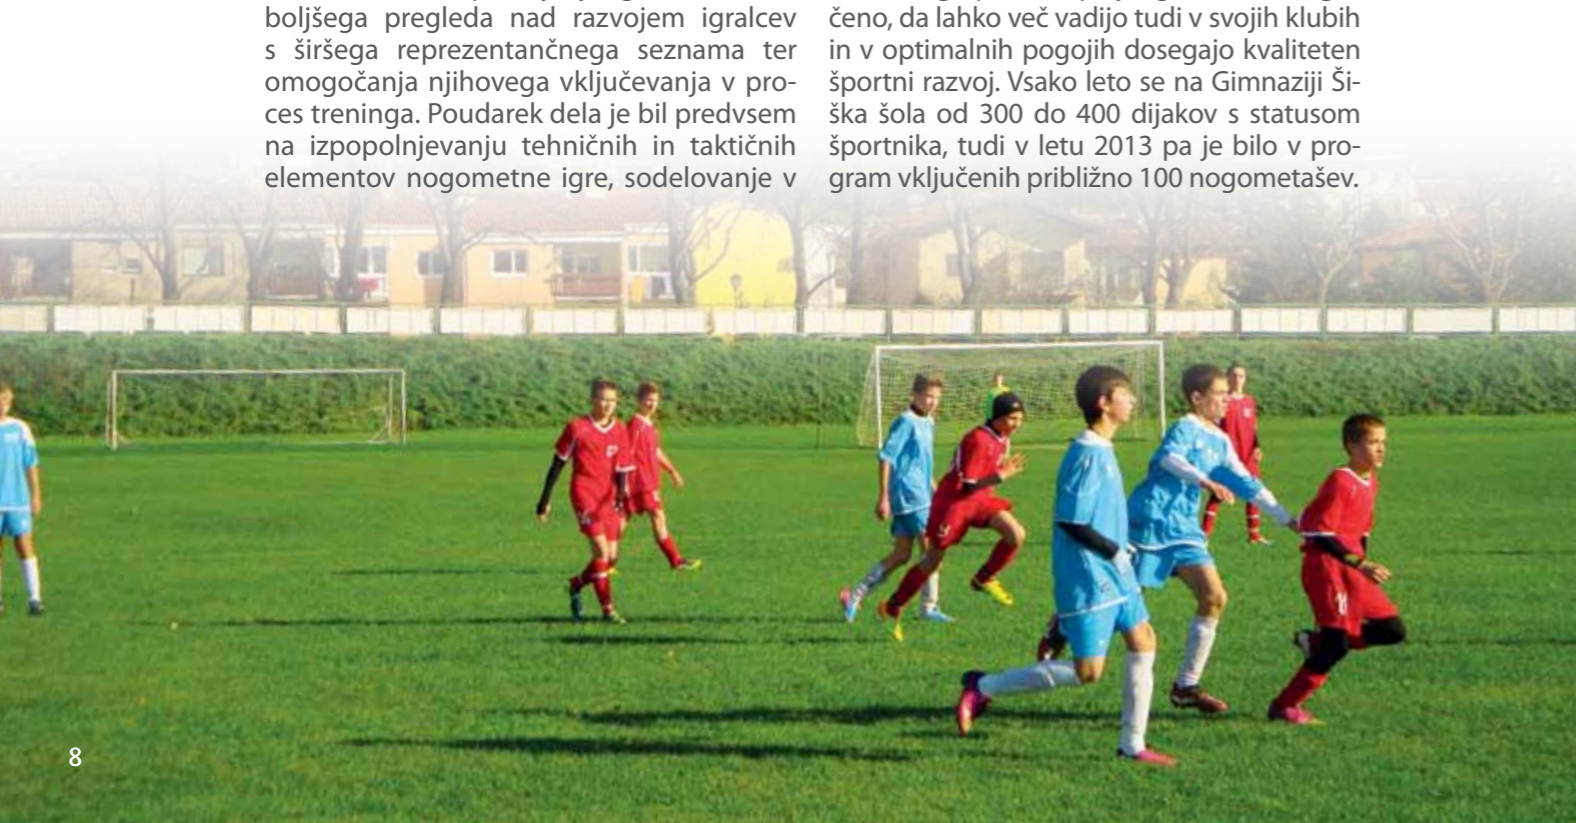 boljšega pregleda nad razvojem igralcev
s širšega reprezentančnega seznama ter
omogočanja njihovega vključevanja v pro-
ces treninga. Poudarek dela je bil predvsem
na izpopolnjevanju tehničnih in taktičnih
elementov nogometne igre, sodelovanje v
čeno, da lahko več vadijo tudi v svojih klubih
in v optimalnih pogojih dosegajo kvaliteten
športni razvoj. Vsako leto se na Gimnaziji Ši-
ška šola od 300 do 400 dijakov s statusom
športnika, tudi v letu 2013 pa je bilo v pro-
gram vključenih približno 100 nogometašev.
8